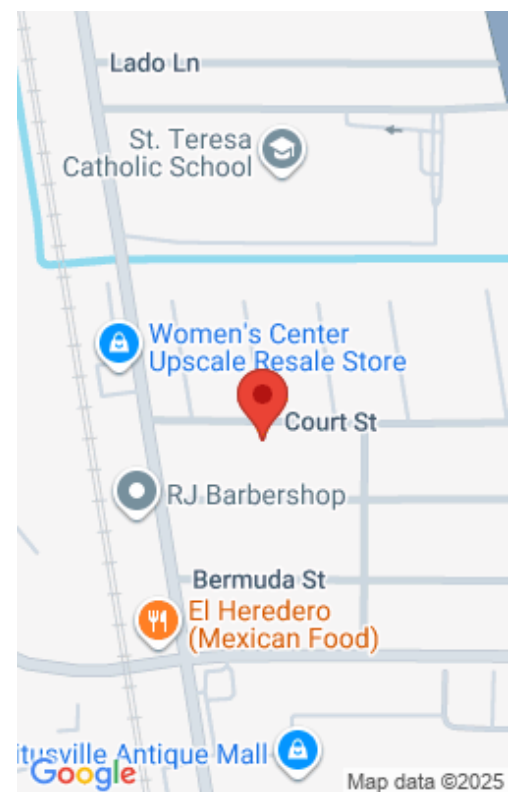 Lado Ln
St. Teresa
Catholic School
Women's Center
Upscale Resale Store
Court St
RJ Barbershop
Bermuda St
El Heredero
(Mexican Food)
itusville Antique Mall
Google
Map data ©2025